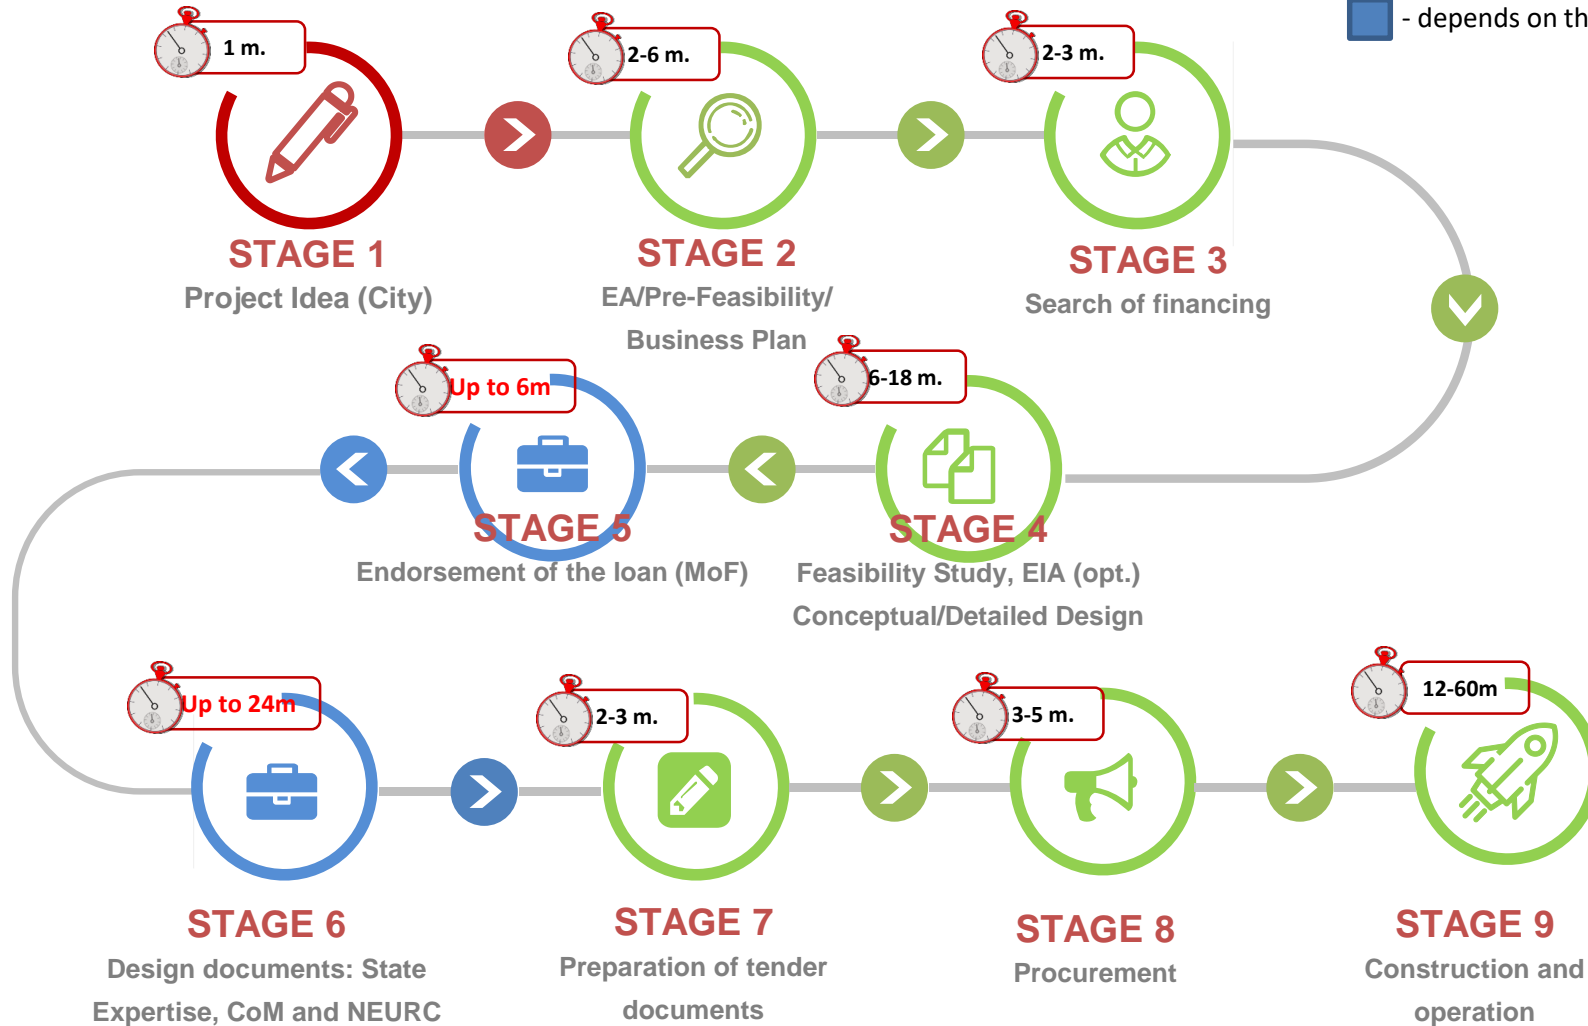 - depends on th
1 m.
2-6 m.
2-3 m.
STAGE 1
Project Idea (City)
STAGE 2
EA/Pre-Feasibility/
Business Plan
STAGE 3
Search of financing
Up to 6m
6-18 m.
STAGE 5
Endorsement of the loan (MoF)
STAGE 4
Feasibility Study, EIA (opt.)
Conceptual/Detailed Design
Up to 24m
2-3 m.
3-5 m.
12-60m
STAGE 6
Design documents: State
Expertise, CoM and NEURC
STAGE 7
Preparation of tender
documents
STAGE 8
Procurement
STAGE 9
Construction and
operation